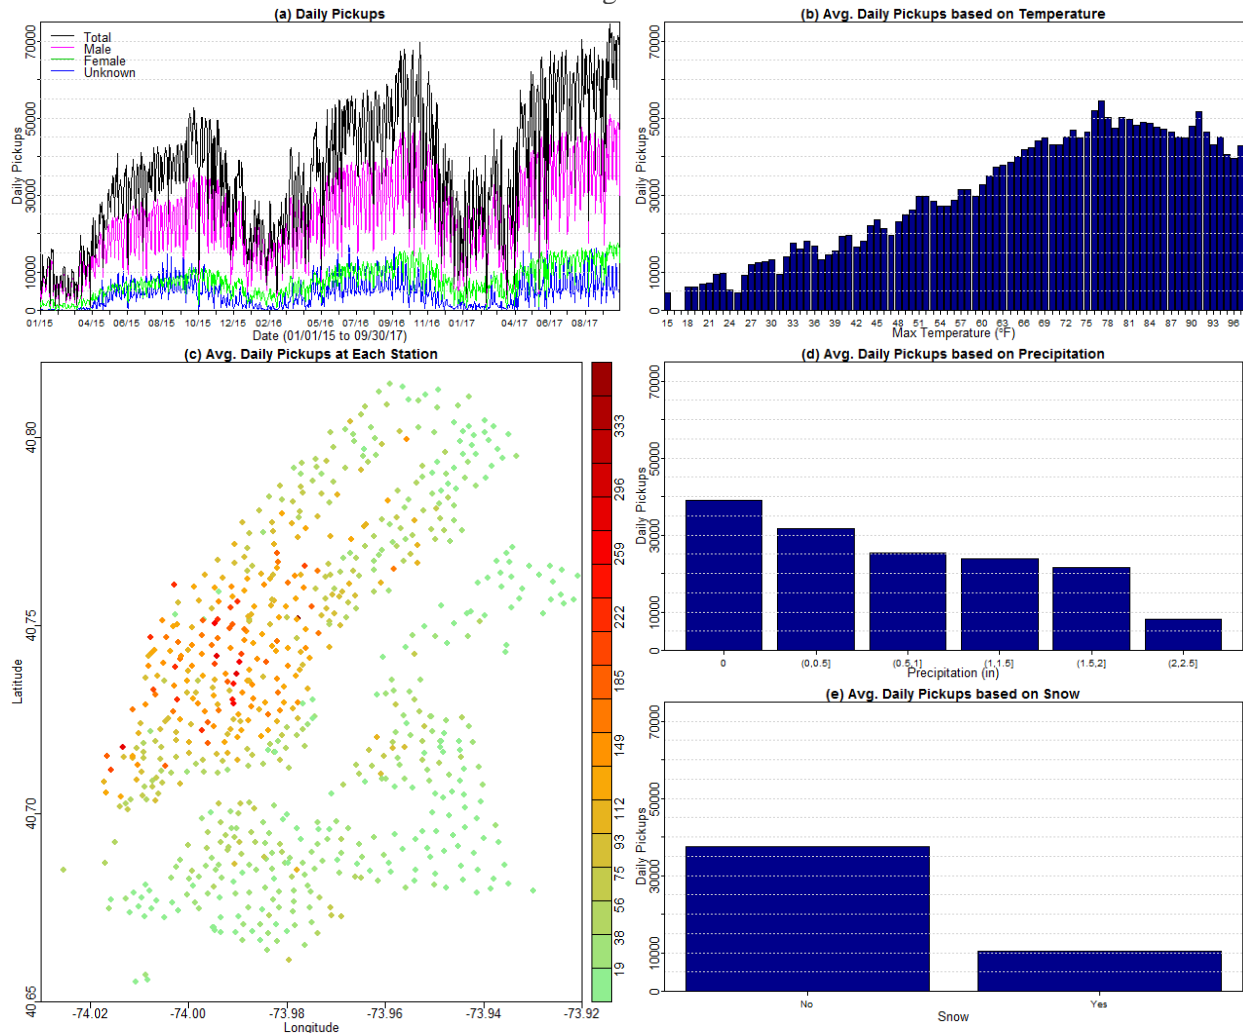 (a) Daily Pickups
Total
Male
Female
Unknown
Daily Pickups
0 10000 30000 50000 70000
01/15 04/15 06/15 08/15 10/15 12/15 02/16 05/16 07/16 09/16 11/16 01/17 04/17 06/17 08/17
Date (01/01/15 to 09/30/17)
(b) Avg. Daily Pickups based on Temperature
Daily Pickups
0 10000 30000 50000 70000
15 18 21 24 27 30 33 36 39 42 45 48 51 54 57 60 63 66 69 72 75 78 81 84 87 90 93 96
Max Temperature (°F)
(c) Avg. Daily Pickups at Each Station
Latitude
40.65 40.70 40.75 40.80
-74.02 -74.00 -73.98 -73.96 -73.94 -73.92
Longitude
19 38 56 75 93 112 149 185 222 259 296 333
(d) Avg. Daily Pickups based on Precipitation
Daily Pickups
0 10000 30000 50000 70000
0 (0,0.5] (0.5,1] (1,1.5] (1.5,2] (2,2.5]
Precipitation (in)
(e) Avg. Daily Pickups based on Snow
Daily Pickups
0 10000 30000 50000 70000
No Yes
Snow